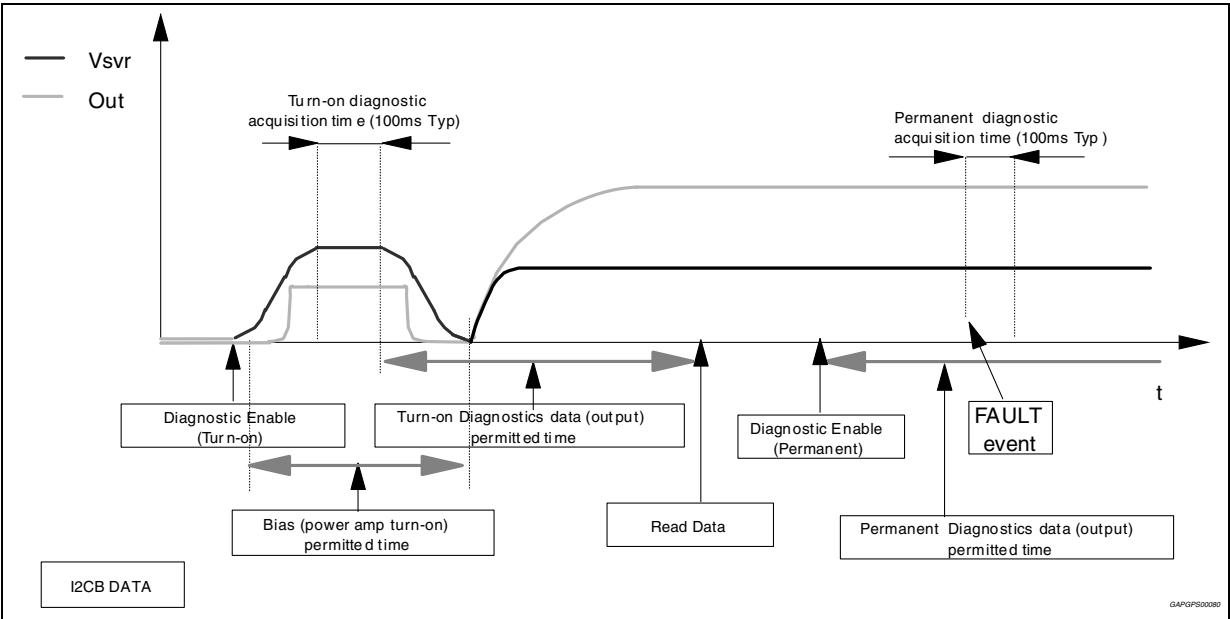 Vsvr
Out
Turn-on diagnostic
acquisition time (100ms Typ)
Permanent diagnostic
acquisition time (100ms Typ)
t
Diagnostic Enable
(Turn-on)
Turn-on Diagnostics data (output)
permitted time
Diagnostic Enable
(Permanent)
FAULT
event
Bias (power amp turn-on)
permitted time
Read Data
Permanent Diagnostics data (output)
permitted time
I2CB DATA
GAPGPS00080